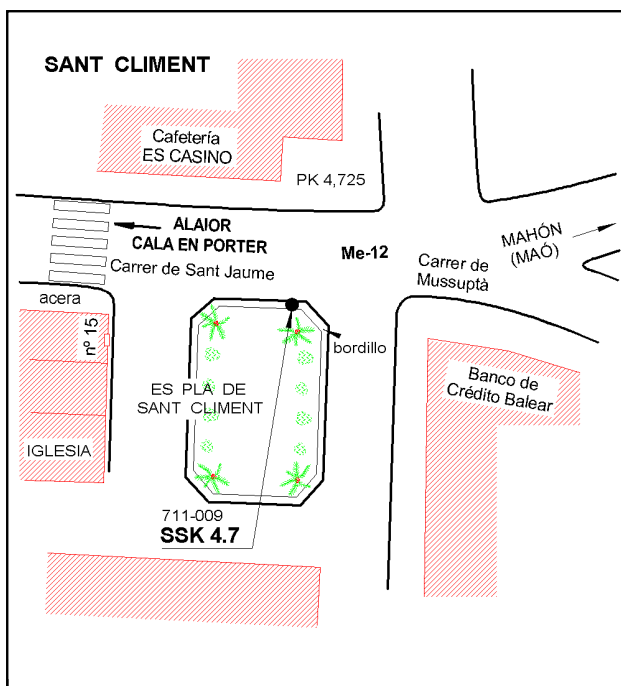 SANT CLIMENT
Cafetería
ES CASINO
PK 4,725
ALAIOR
CALA EN PORTER
Carrer de Sant Jaume
Me-12
MAHÓN
(MAÓ)
Carrer de
Mussuptà
acera
nº 15
bordillo
ES PLA DE
SANT CLIMENT
Banco de
Crédito Balear
IGLESIA
711-009
SSK 4.7